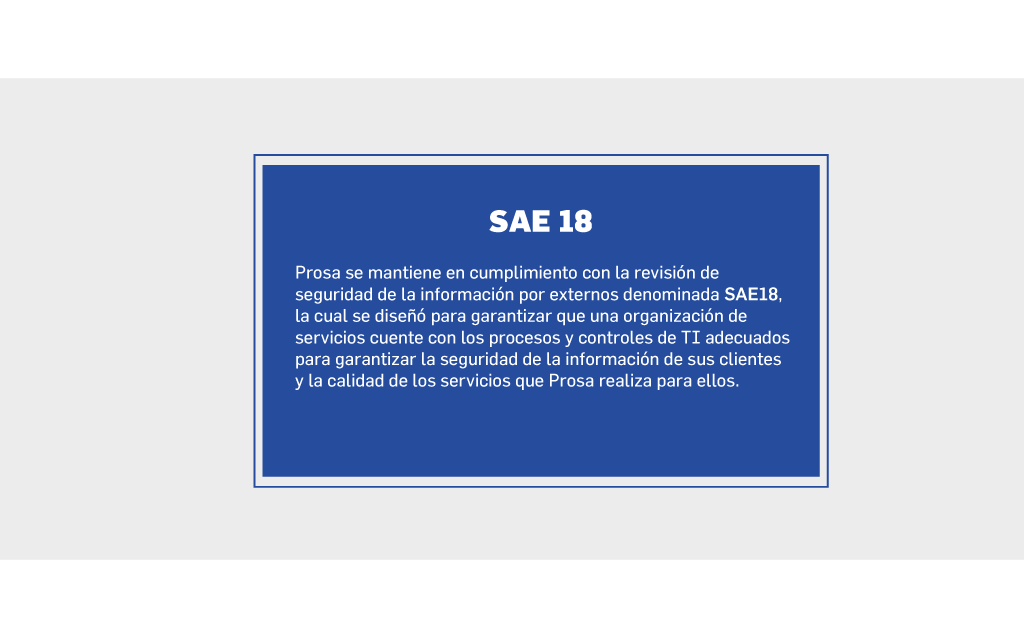 SAE 18
Prosa se mantiene en cumplimiento con la revisión de
seguridad de la información por externos denominada SAE18,
la cual se diseñó para garantizar que una organización de
servicios cuente con los procesos y controles de TI adecuados
para garantizar la seguridad de la información de sus clientes
y la calidad de los servicios que Prosa realiza para ellos.